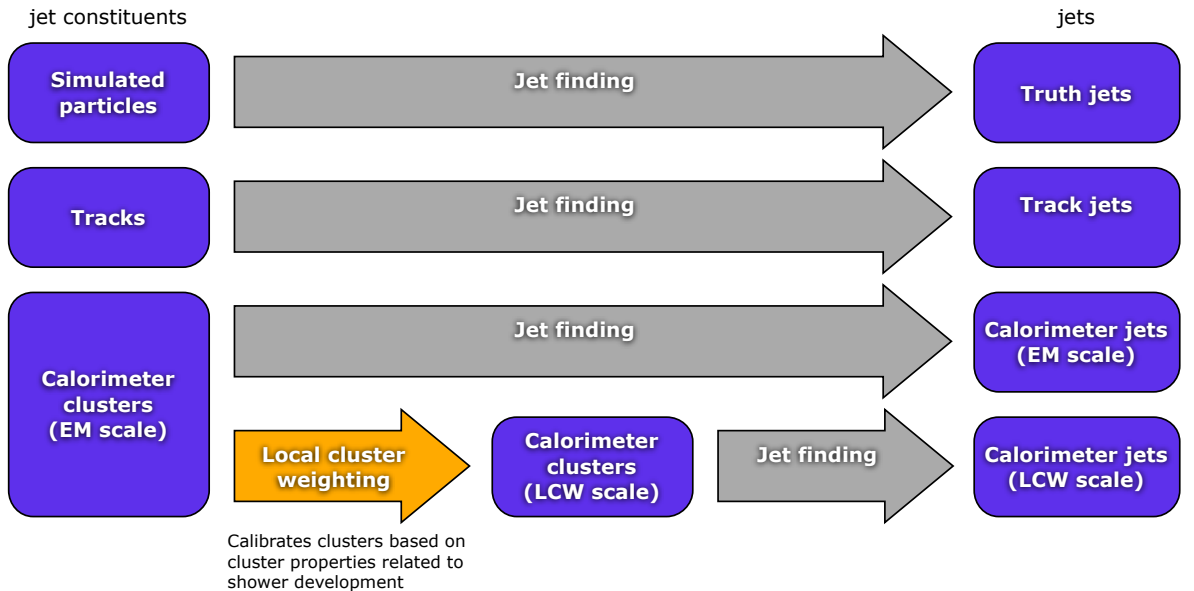 jet constituents
jets
Simulated
particles
Jet finding
Truth jets
Tracks
Jet finding
Track jets
Calorimeter
clusters
(EM scale)
Jet finding
Calorimeter jets
(EM scale)
Local cluster
weighting
Calorimeter
clusters
(LCW scale)
Jet finding
Calorimeter jets
(LCW scale)
Calibrates clusters based on
cluster properties related to
shower development